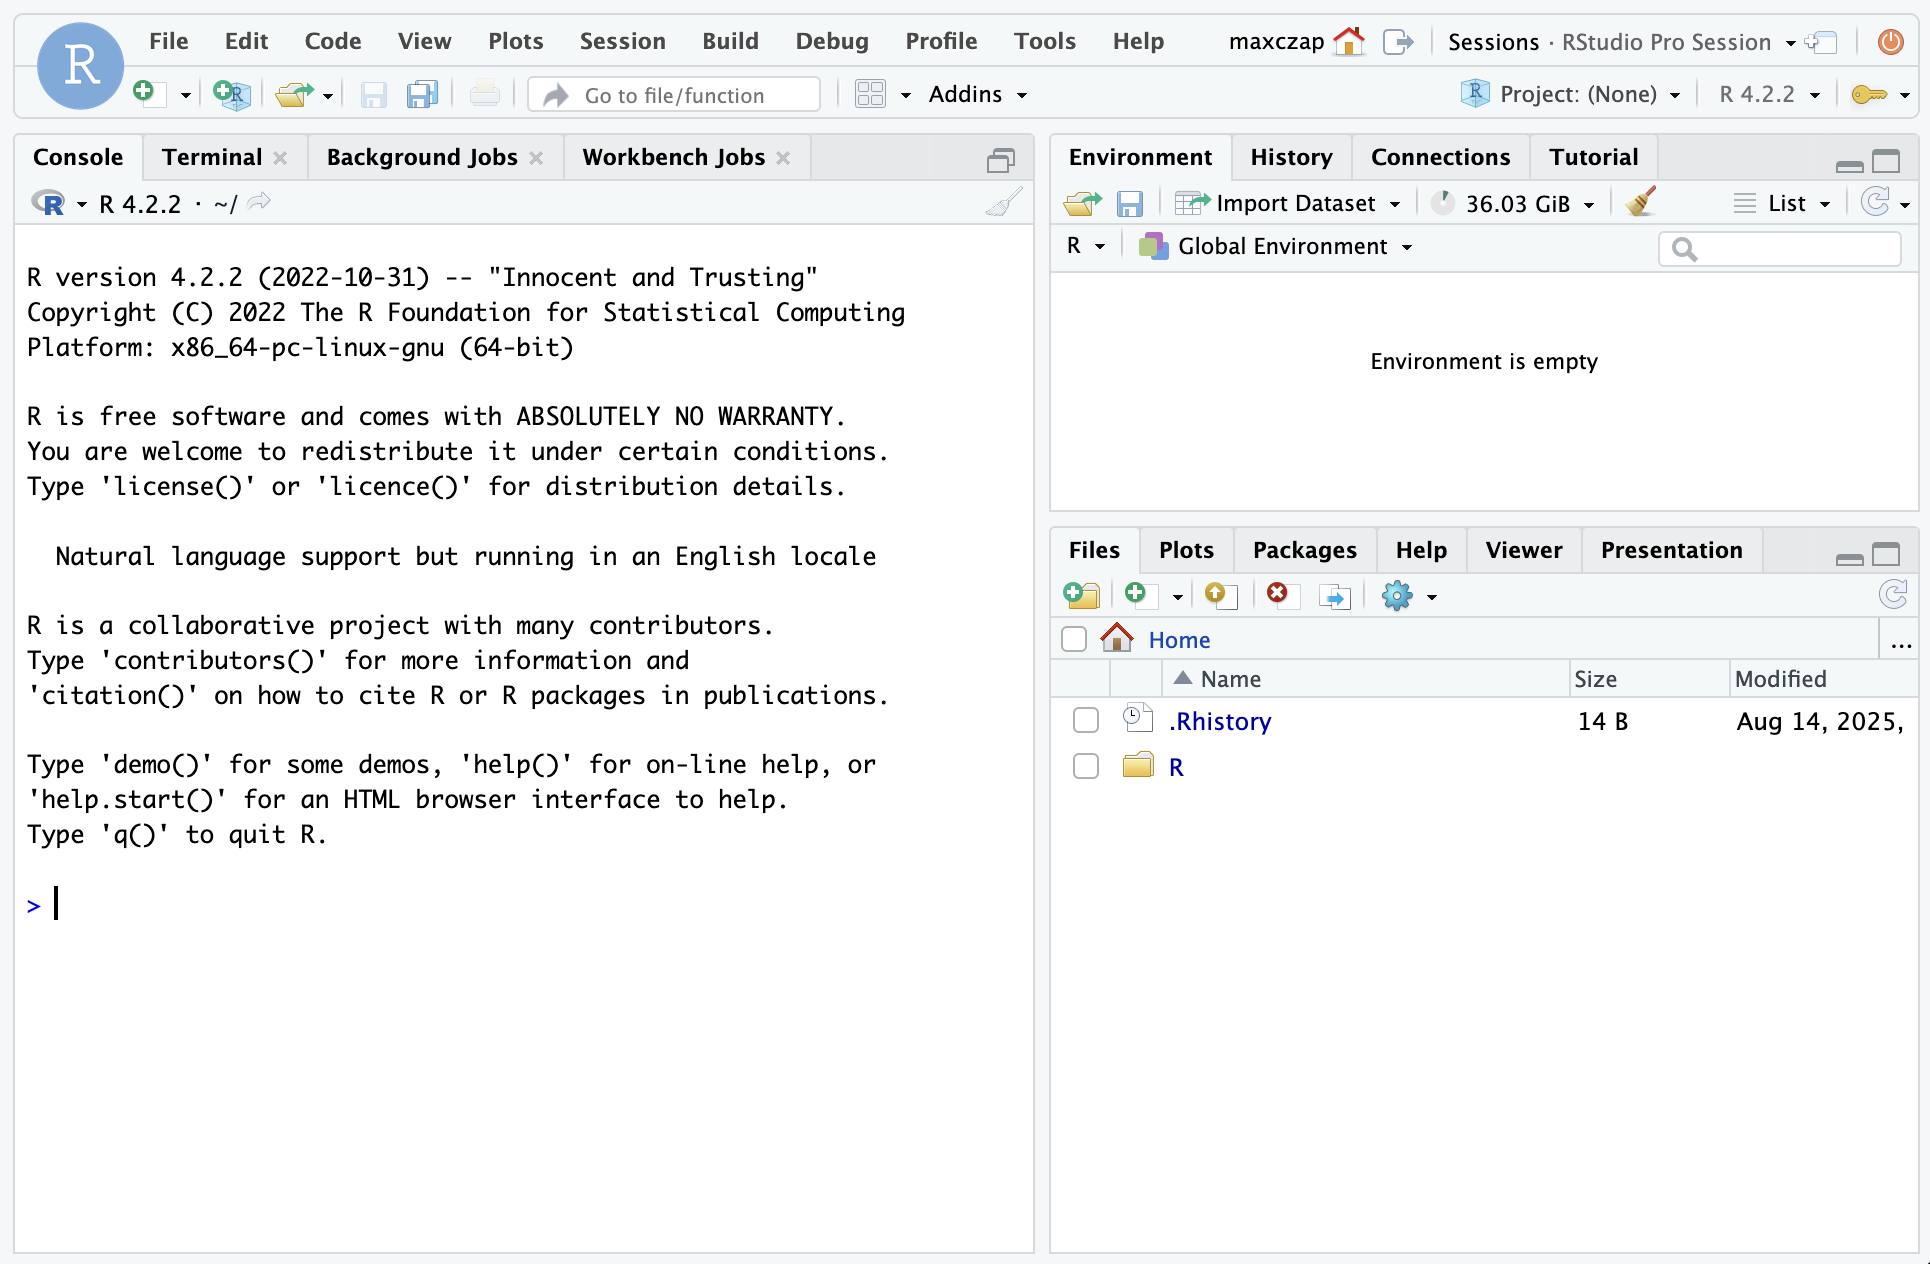 R
File Edit Code View Plots Session Build Debug Profile Tools Help
maxczap
Sessions · RStudio Pro Session
Go to file/function
Addins
Project: (None)
R 4.2.2
Console Terminal Background Jobs Workbench Jobs
R 4.2.2 · ~/
R version 4.2.2 (2022-10-31) -- "Innocent and Trusting"
Copyright (C) 2022 The R Foundation for Statistical Computing
Platform: x86_64-pc-linux-gnu (64-bit)
R is free software and comes with ABSOLUTELY NO WARRANTY.
You are welcome to redistribute it under certain conditions.
Type 'license()' or 'licence()' for distribution details.
Natural language support but running in an English locale
R is a collaborative project with many contributors.
Type 'contributors()' for more information and
'citation()' on how to cite R or R packages in publications.
Type 'demo()' for some demos, 'help()' for on-line help, or
'help.start()' for an HTML browser interface to help.
Type 'q()' to quit R.
>
Environment History Connections Tutorial
Import Dataset 36.03 GiB List
R Global Environment
Environment is empty
Files Plots Packages Help Viewer Presentation
Home ...
Name Size Modified
.Rhistory 14 B Aug 14, 2025,
R